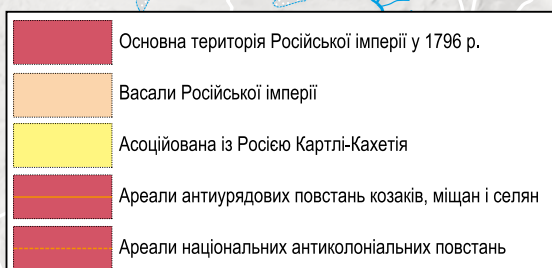 Основна територія Російської імперії у 1796 р.
Васали Російської імперії
Асоційована із Росією Картлі-Кахетія
Ареали антиурядових повстань козаків, міщан і селян
Ареали національних антиколоніальних повстань